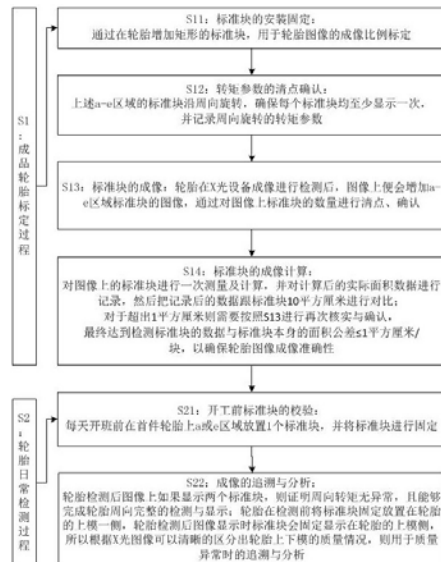 S1：成品轮胎标定过程
S11：标准块的安装固定：
通过在轮胎增加矩形的标准块，用于轮胎图像的成像比例标定
S12：转矩参数的清点确认：
上述a-e区域的标准块沿周向旋转，确保每个标准块均至少显示一次，
并记录周向旋转的转矩参数
S13：标准块的成像：轮胎在X光设备成像进行检测后，图像上便会增加a-
e区域标准块的图像，通过对图像上标准块的数量进行清点、确认
S14：标准块的成像计算：
对图像上的标准块进行一次测量及计算，并对计算后的实际面积数据进行
记录，然后把记录后的数据跟标准块10平方厘米进行对比；
对于超出1平方厘米则需要按照S13进行再次核实与确认，
最终达到检测标准块的数据与标准块本身的面积公差≤1平方厘米/
块，以确保轮胎图像成像准确性
S2：轮胎日常检测过程
S21：开工前标准块的校验：
每天开班前在首件轮胎上a或e区域放置1个标准块，并将标准块进行固定
S22：成像的追溯与分析：
轮胎检测后图像上如果显示两个标准块，则证明周向转矩无异常，且能够
完成轮胎周向完整的检测与显示；轮胎在检测前将标准块固定放置在轮胎
的上模一侧，轮胎检测后图像显示时标准块会固定显示在轮胎的上模侧，
所以根据X光图像可以清晰的区分出轮胎上下模的质量情况，则用于质量
异常时的追溯与分析